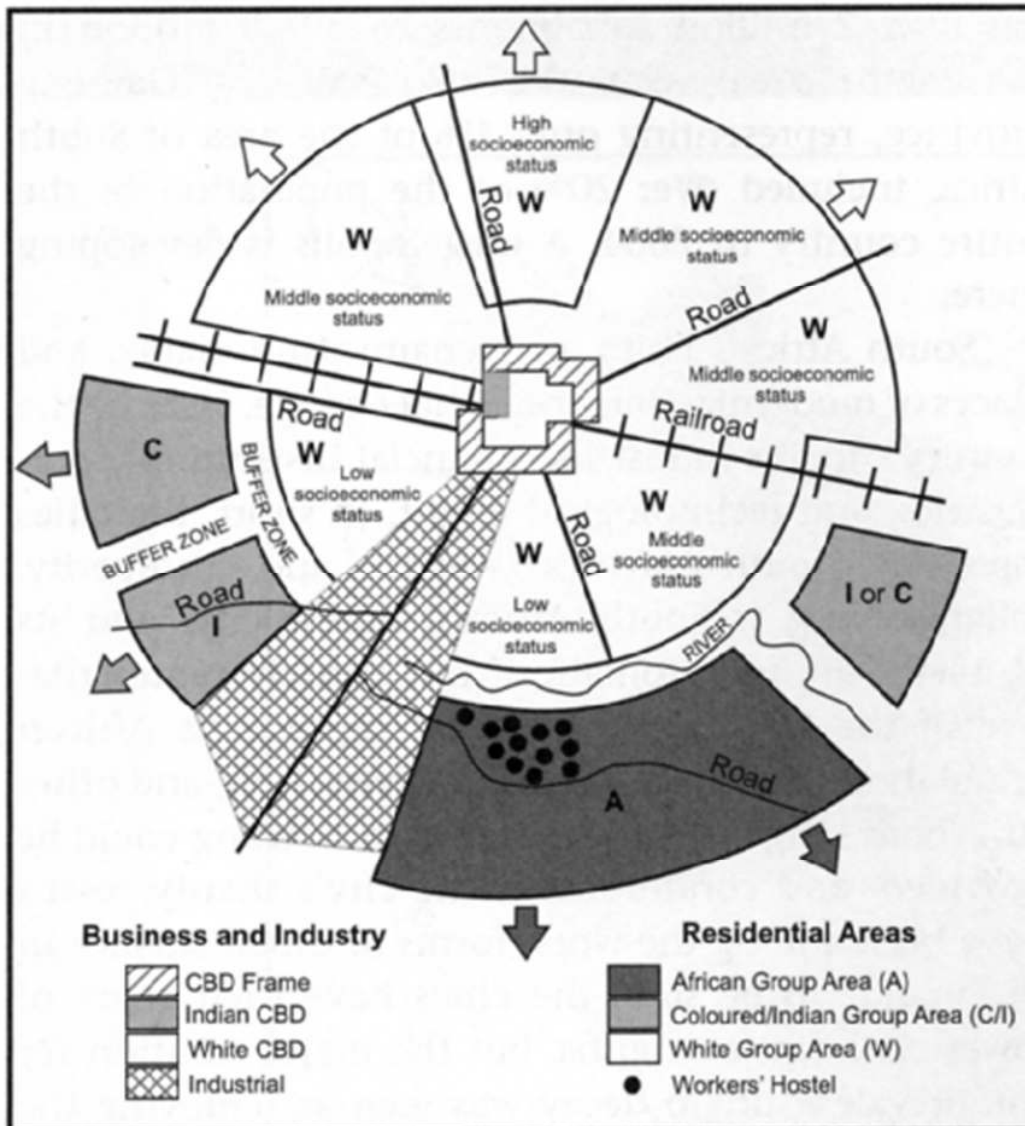 High
socioeconomic
status
W
Road
W
Middle socioeconomic
status
W
Middle socioeconomic
status
Road
W
Middle socioeconomic
status
Road
Railroad
C
BUFFER ZONE
BUFFER ZONE
W
Low
socioeconomic
status
W
Middle
socioeconomic
status
W
Low
socioeconomic
status
Road
Road
I
I or C
RIVER
Road
A
Business and Industry
CBD Frame
Indian CBD
White CBD
Industrial
Residential Areas
African Group Area (A)
Coloured/Indian Group Area (C/I)
White Group Area (W)
Workers' Hostel